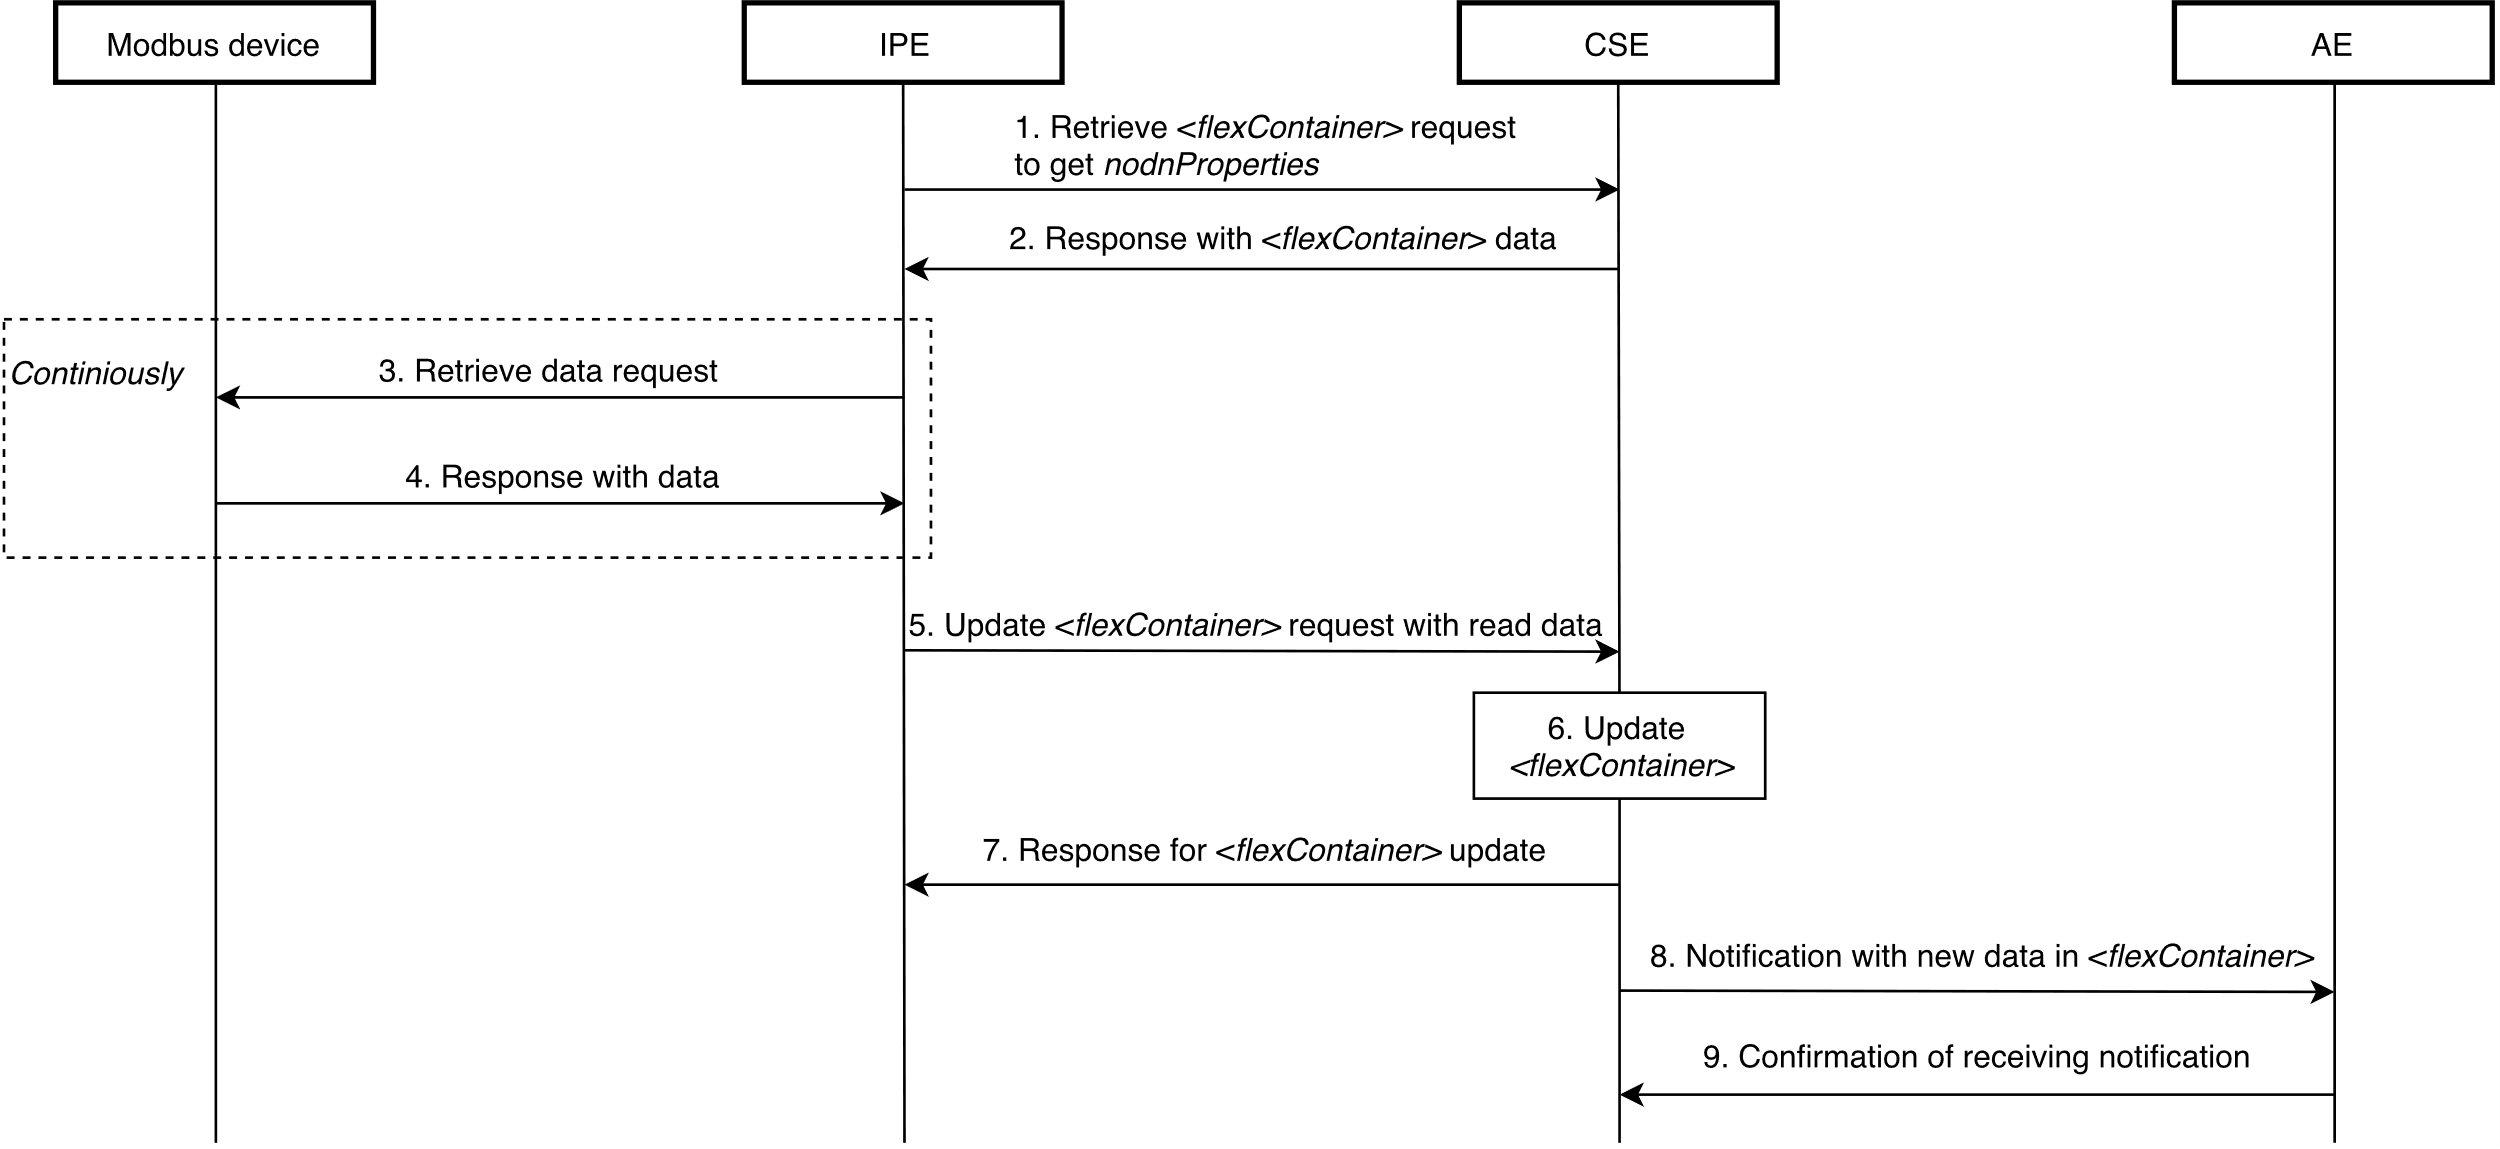 Modbus device
IPE
CSE
AE
1. Retrieve <flexContainer> request
to get nodnProperties
2. Response with <flexContainer> data
Continiously
3. Retrieve data request
4. Response with data
5. Update <flexContainer> request with read data
6. Update
<flexContainer>
7. Response for <flexContainer> update
8. Notification with new data in <flexContainer>
9. Confirmation of receiving notification